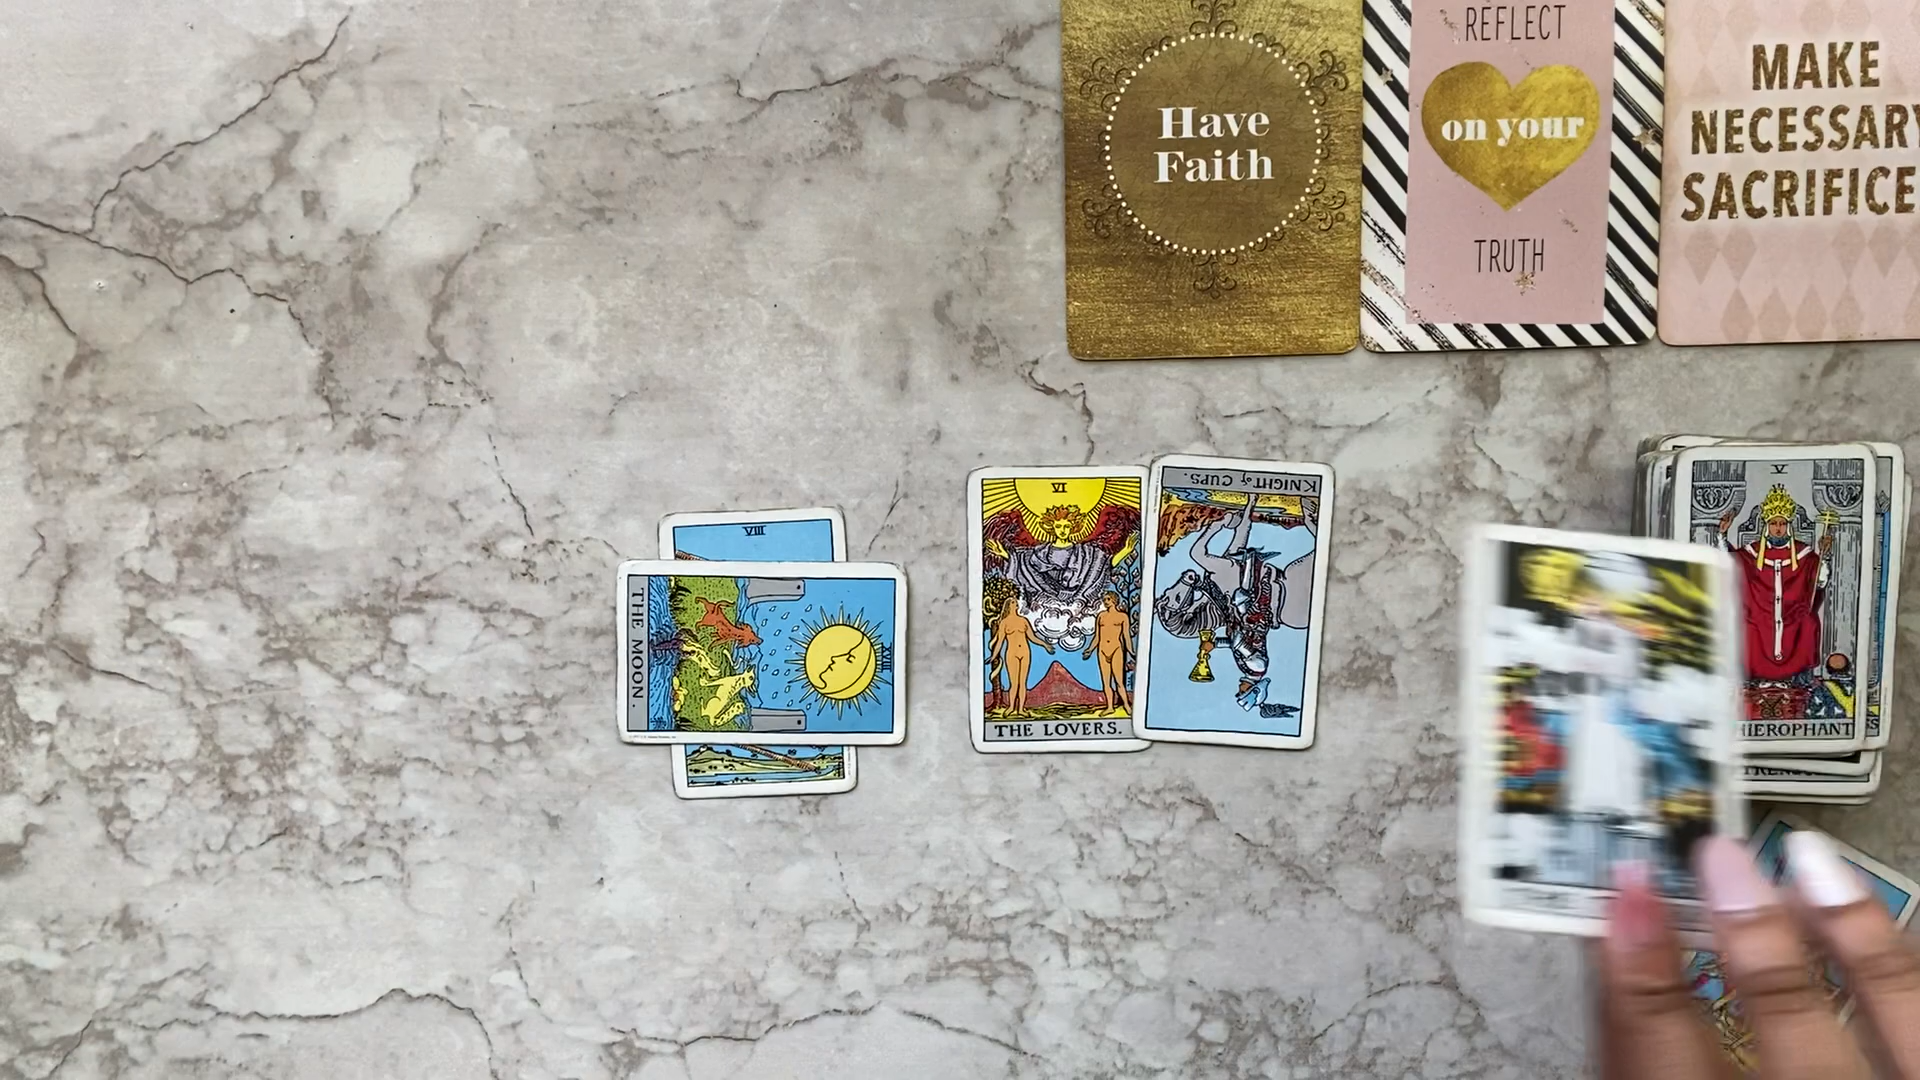 Have
Faith
REFLECT
on your
TRUTH
MAKE
NECESSARY
SACRIFICE
VIII
THE MOON.
XVIII
VI
THE LOVERS.
KNIGHT of CUPS.
V
HIEROPHANT